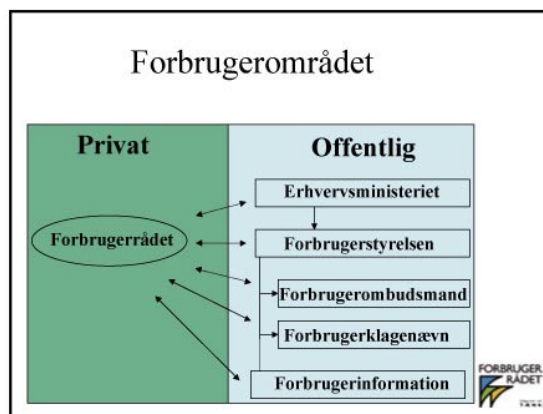 Forbrugerområdet
Privat
Offentlig
Erhvervsministeriet
Forbrugerrådet
Forbrugerstyrelsen
Forbrugerombudsmand
Forbrugerklagenævn
Forbrugerinformation
FORBRUGER
RÅDET